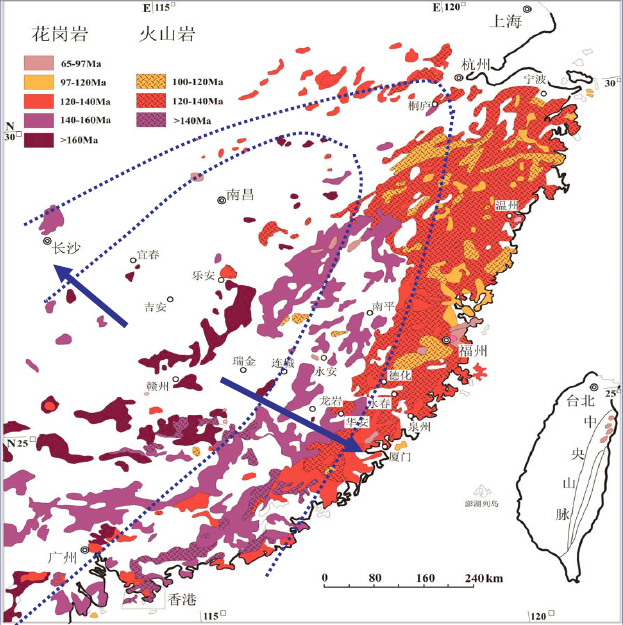 E 115°
E 120°
上海
花岗岩
火山岩
65-97Ma
97-120Ma
120-140Ma
140-160Ma
>160Ma
100-120Ma
120-140Ma
>140Ma
杭州
宁波
30°
桐庐
N
30°
南昌
温州
长沙
宜春
乐安
吉安
南平
福州
瑞金
连城
永安
赣州
德化
龙岩
永春
华安
泉州
厦门
N 25°
台北
25°
中
央
山
脉
澎湖列岛
广州
香港
0 80 160 240 km
115°
120°